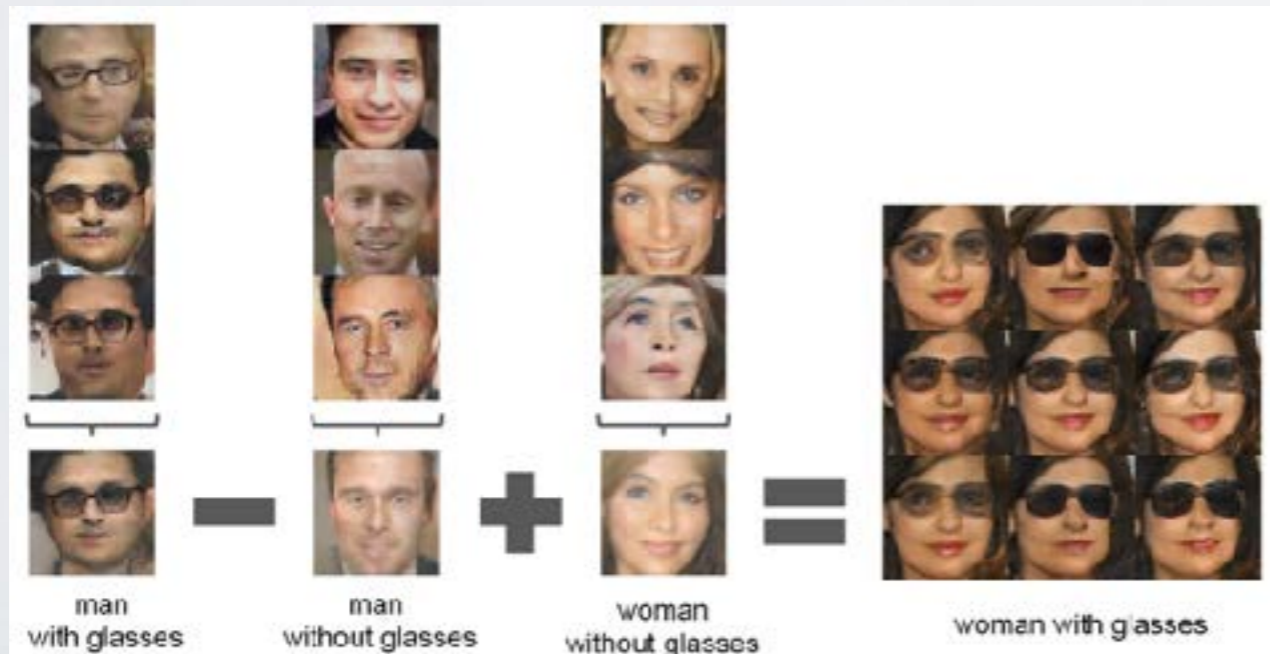 man
with glasses
man
without glasses
woman
without glasses
woman with glasses